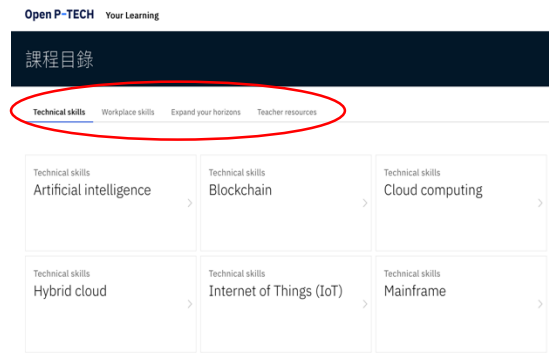 Open P-TECH Your Learning
課程目錄
Technical skills Workplace skills Expand your horizons Teacher resources
Technical skills Technical skills Technical skills
Artificial intelligence Blockchain Cloud computing
Technical skills Technical skills Technical skills
Hybrid cloud Internet of Things (IoT) Mainframe